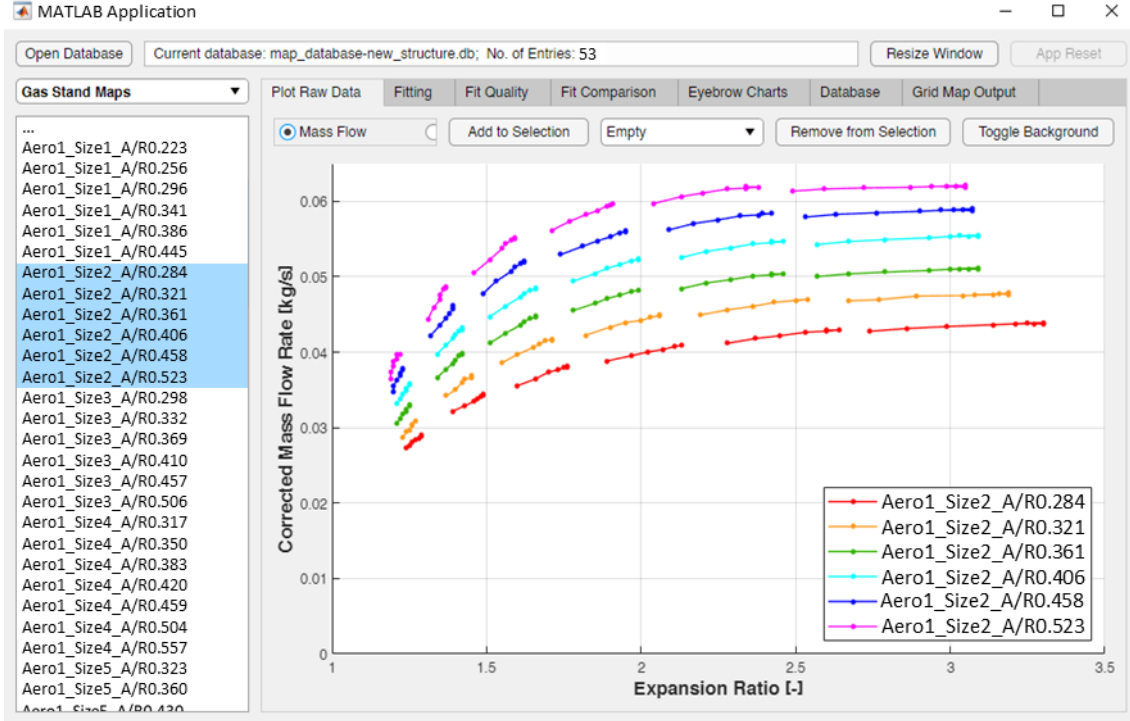 MATLAB Application
Open Database
Current database: map_database-new_structure.db; No. of Entries: 53
Resize Window
App Reset
Gas Stand Maps
...
Aero1_Size1_A/R0.223
Aero1_Size1_A/R0.256
Aero1_Size1_A/R0.296
Aero1_Size1_A/R0.341
Aero1_Size1_A/R0.386
Aero1_Size1_A/R0.445
Aero1_Size2_A/R0.284
Aero1_Size2_A/R0.321
Aero1_Size2_A/R0.361
Aero1_Size2_A/R0.406
Aero1_Size2_A/R0.458
Aero1_Size2_A/R0.523
Aero1_Size3_A/R0.298
Aero1_Size3_A/R0.332
Aero1_Size3_A/R0.369
Aero1_Size3_A/R0.410
Aero1_Size3_A/R0.457
Aero1_Size3_A/R0.506
Aero1_Size4_A/R0.317
Aero1_Size4_A/R0.350
Aero1_Size4_A/R0.383
Aero1_Size4_A/R0.420
Aero1_Size4_A/R0.459
Aero1_Size4_A/R0.504
Aero1_Size4_A/R0.557
Aero1_Size5_A/R0.323
Aero1_Size5_A/R0.360
Aero1_Size5_A/R0.430
Plot Raw Data
Fitting
Fit Quality
Fit Comparison
Eyebrow Charts
Database
Grid Map Output
Mass Flow
Add to Selection
Empty
Remove from Selection
Toggle Background
Corrected Mass Flow Rate [kg/s]
0.06
0.05
0.04
0.03
0.02
0.01
0
1
1.5
2
2.5
3
3.5
Expansion Ratio [-]
Aero1_Size2_A/R0.284
Aero1_Size2_A/R0.321
Aero1_Size2_A/R0.361
Aero1_Size2_A/R0.406
Aero1_Size2_A/R0.458
Aero1_Size2_A/R0.523